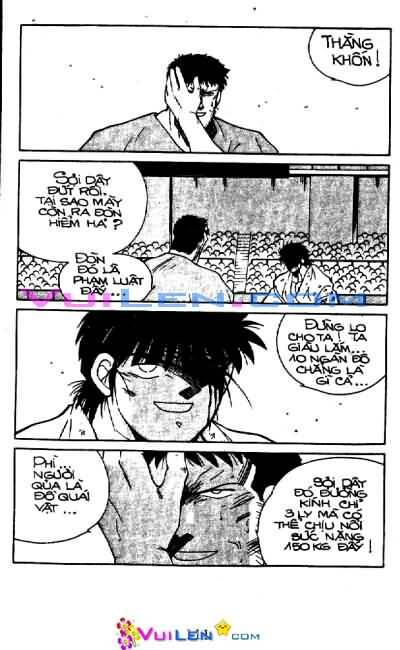 THẰNG
KHỐN!
SỢI DÂY
ĐỨT RỒI.
TẠI SAO MÀY
CÒN RA ĐÒN
HIỂM HẢ?
ĐÒN
ĐÓ LÀ
PHẠM LUẬT
ĐẤY...
VUILEN.COM
ĐỪNG LO
CHO TA! TA
GIÀU LẮM...
10 NGÀN ĐÔ
CHẲNG LÀ
GÌ CẢ...
PHÌ...
NGƯƠI
QUẢ LÀ
ĐỒ QUÁI
VẬT...
SỢI DÂY
ĐÓ ĐƯỜNG
KÍNH CHỈ
3 LY MÀ CÓ
THỂ CHỊU NỔI
SỨC NẶNG
150 KG ĐẤY!
VUILEN.COM